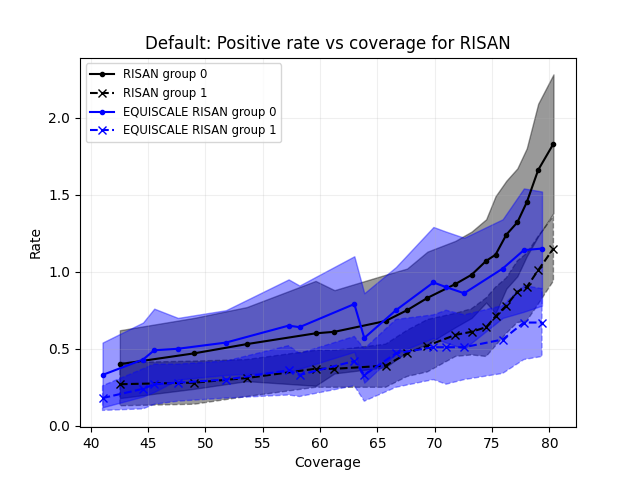 Default: Positive rate vs coverage for RISAN
RISAN group 0
RISAN group 1
EQUISCALE RISAN group 0
EQUISCALE RISAN group 1
2.0
1.5
1.0
0.5
0.0
Rate
40 45 50 55 60 65 70 75 80
Coverage